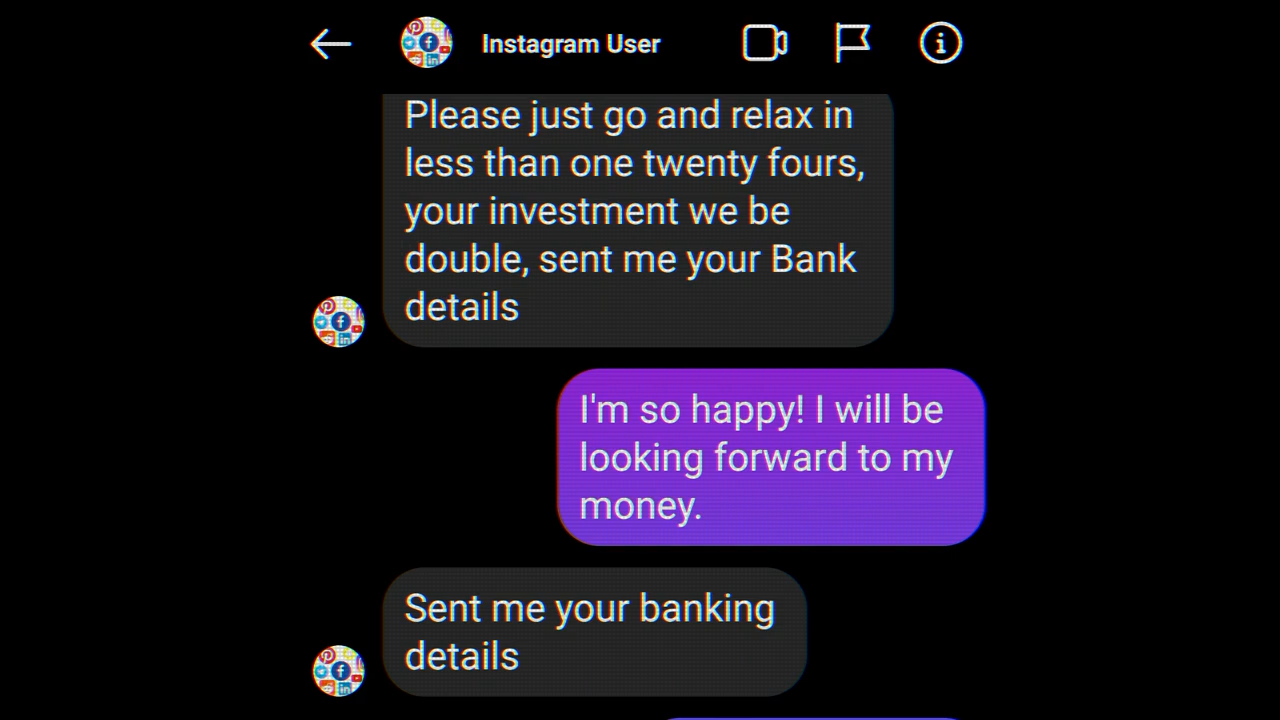 Instagram User
Please just go and relax in
less than one twenty fours,
your investment we be
double, sent me your Bank
details
I'm so happy! I will be
looking forward to my
money.
Sent me your banking
details